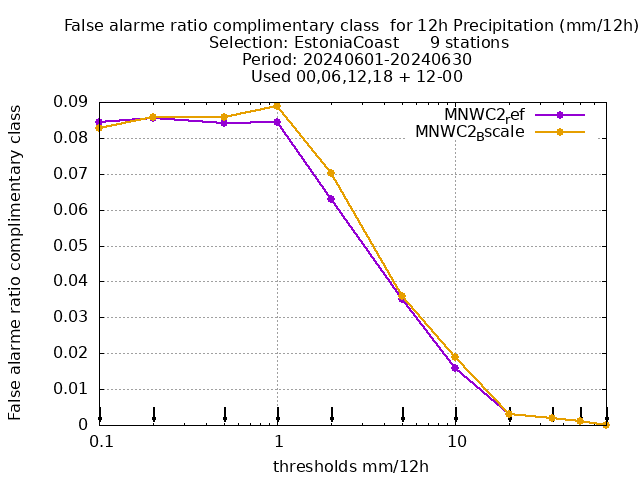 False alarme ratio complimentary class  for 12h Precipitation (mm/12h)
Selection: EstoniaCoast      9 stations
Period: 20240601-20240630
Used 00,06,12,18 + 12-00
False alarme ratio complimentary class
0.09
0.08
0.07
0.06
0.05
0.04
0.03
0.02
0.01
0
MNWC2ref
MNWC2Bscale
0.1 1 10
thresholds mm/12h